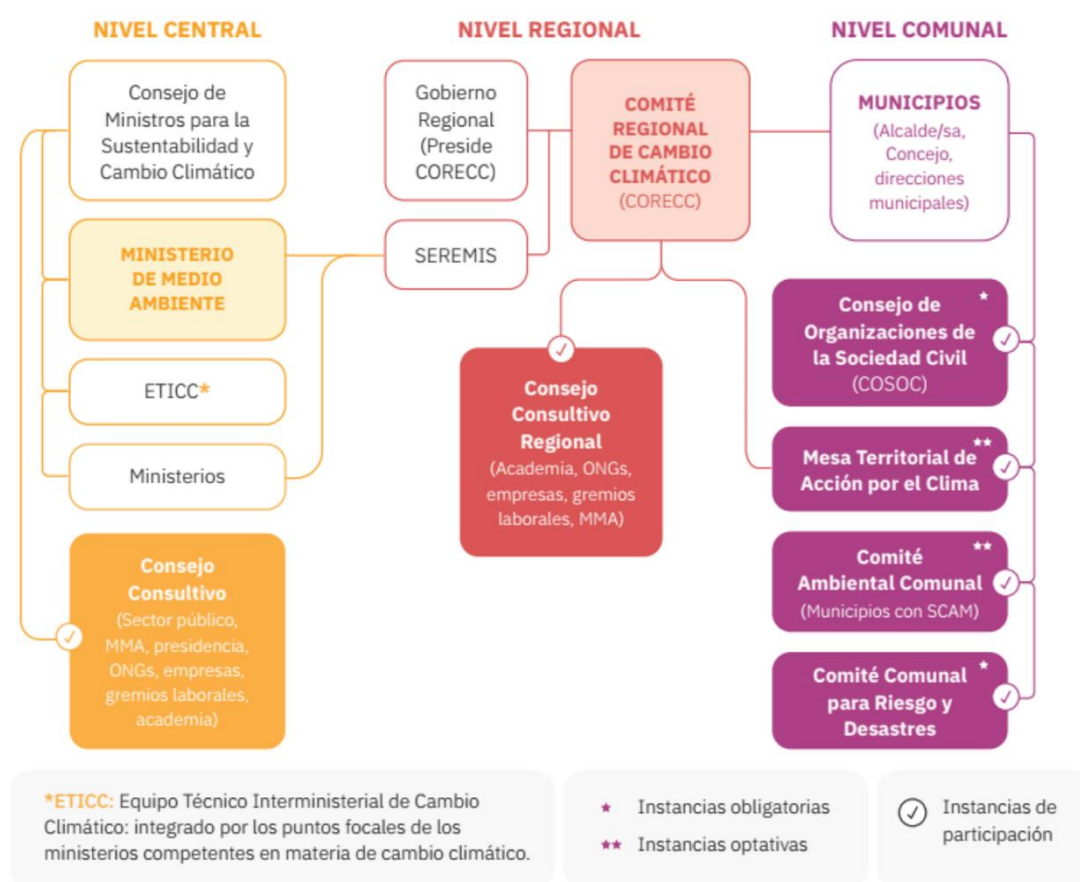 NIVEL CENTRAL
Consejo de
Ministros para la
Sustentabilidad y
Cambio Climático
MINISTERIO
DE MEDIO
AMBIENTE
ETICC*
Ministerios
Consejo
Consultivo
(Sector público,
MMA, presidencia,
ONGs, empresas,
gremios laborales,
academia)
NIVEL REGIONAL
Gobierno
Regional
(Preside
CORECC)
SEREMIS
COMITÉ
REGIONAL
DE CAMBIO
CLIMÁTICO
(CORECC)
Consejo
Consultivo
Regional
(Academia, ONGs,
empresas, gremios
laborales, MMA)
NIVEL COMUNAL
MUNICIPIOS
(Alcalde/sa,
Concejo,
direcciones
municipales)
Consejo de ★
Organizaciones de
la Sociedad Civil
(COSOC)
★★
Mesa Territorial de
Acción por el Clima
★★
Comité
Ambiental Comunal
(Municipios con SCAM)
★
Comité Comunal
para Riesgo y
Desastres
*ETICC: Equipo Técnico Interministerial de Cambio
Climático: integrado por los puntos focales de los
ministerios competentes en materia de cambio climático.
★ Instancias obligatorias
★★ Instancias optativas
Instancias de
participación